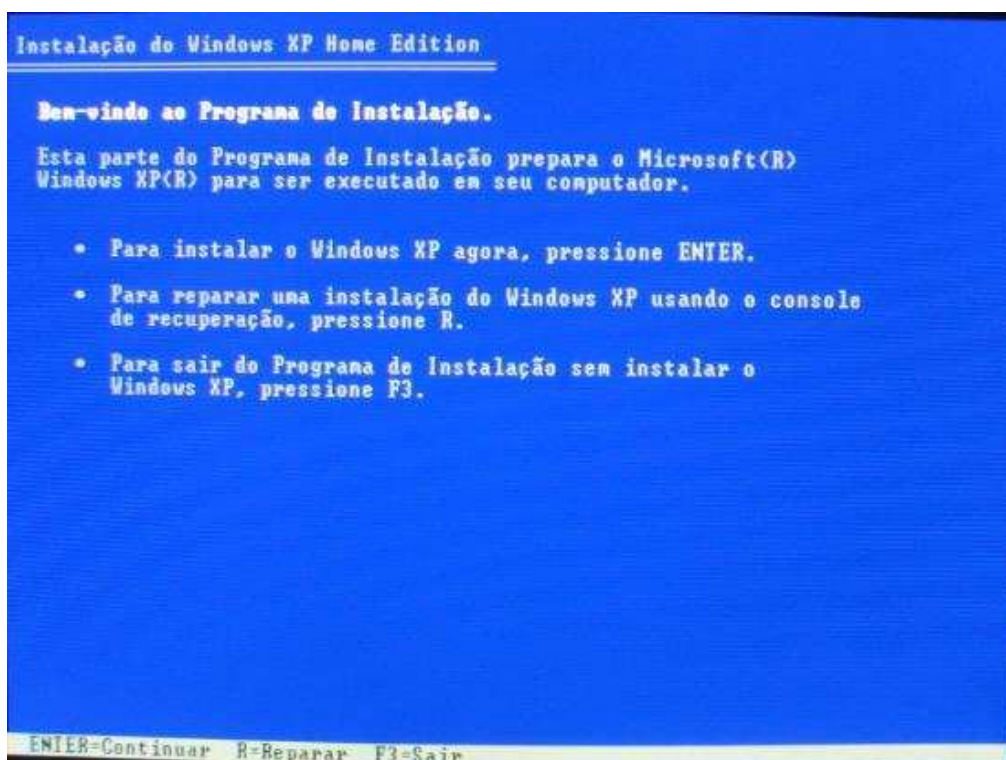 Instalação do Windows XP Home Edition
Bem-vindo ao Programa de Instalação.
Esta parte do Programa de Instalação prepara o Microsoft(R)
Windows XP(R) para ser executado em seu computador.
• Para instalar o Windows XP agora, pressione ENTER.
• Para reparar uma instalação do Windows XP usando o console
de recuperação, pressione R.
• Para sair do Programa de Instalação sem instalar o
Windows XP, pressione F3.
ENTER=Continuar R=Reparar F3=Sair